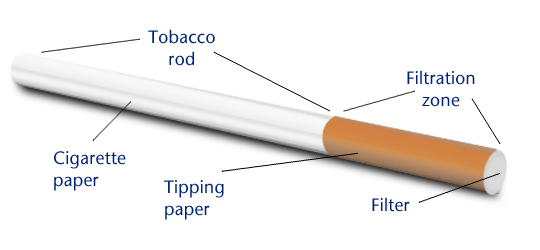 Tobacco
rod
Filtration
zone
Cigarette
paper
Tipping
paper
Filter